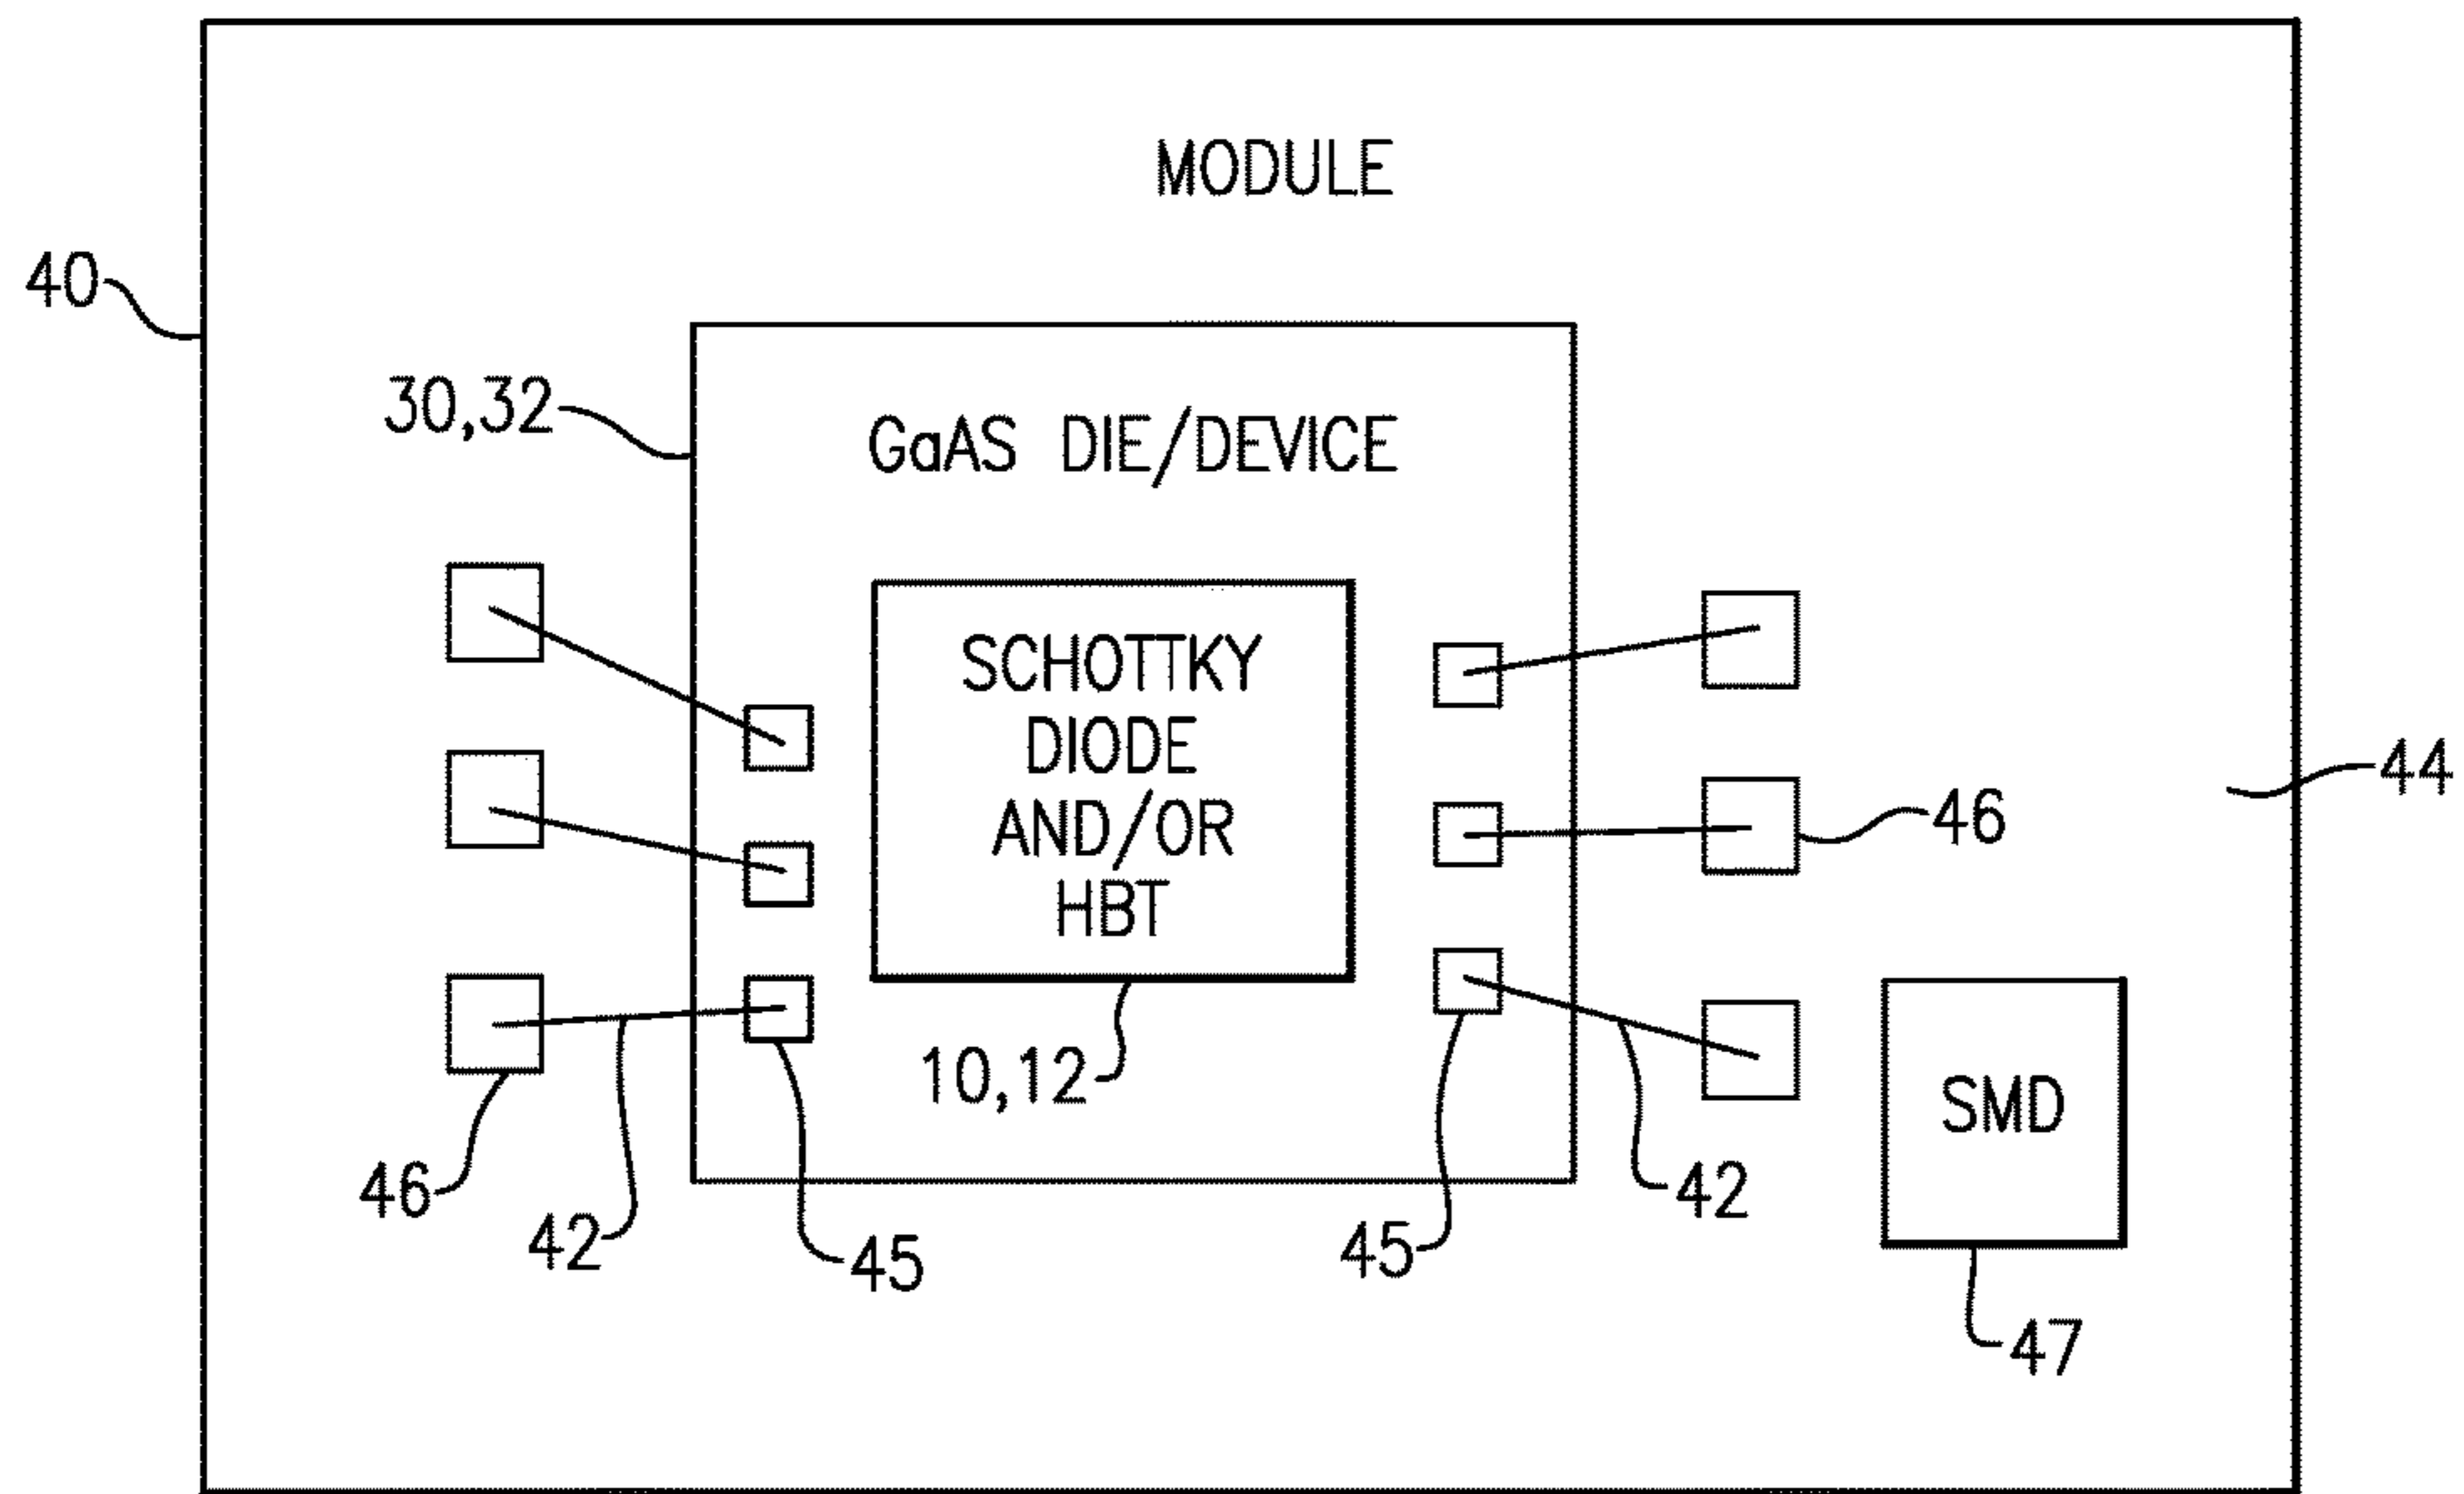 MODULE
40
30,32
GaAS DIE/DEVICE
SCHOTTKY
DIODE
AND/OR
HBT
44
46
10,12
SMD
46
42
45
45
42
47